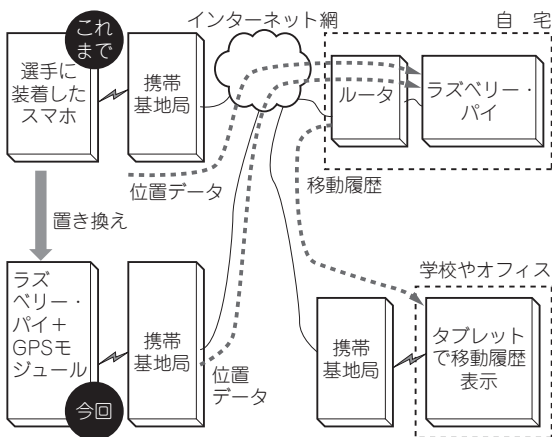 これ
まで
選手に
装着した
スマホ
携帯
基地局
インターネット網
自　宅
ルータ
ラズベリー・
パイ
位置データ
移動履歴
置き換え
ラズ
ベリー・
パイ＋
GPSモ
ジュール
今回
携帯
基地局
位置
データ
携帯
基地局
学校やオフィス
タブレット
で移動履歴
表示